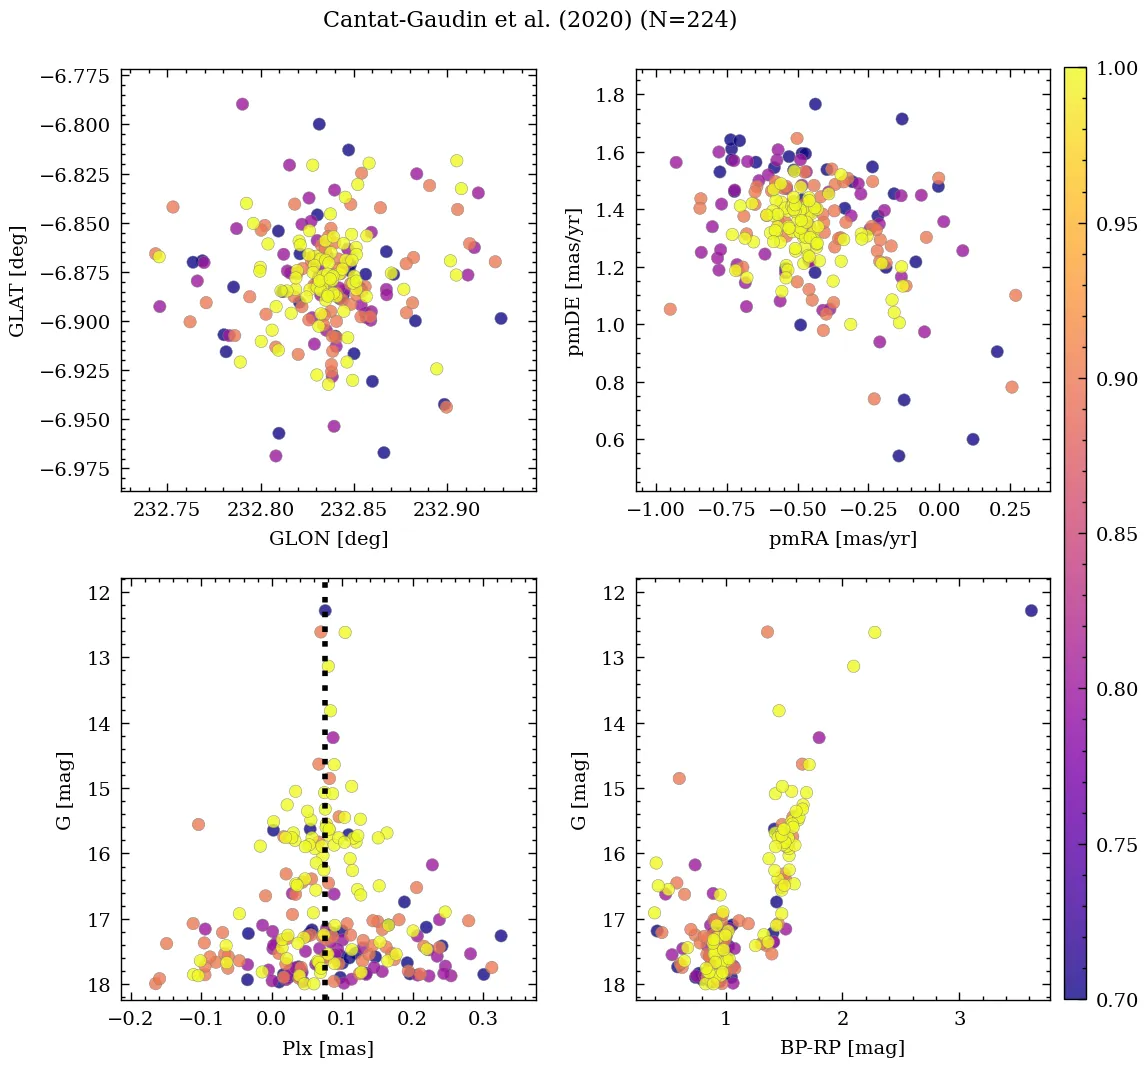 Cantat-Gaudin et al. (2020) (N=224)
−6.775
−6.800
−6.825
−6.850
−6.875
−6.900
−6.925
−6.950
−6.975
GLAT [deg]
232.75 232.80 232.85 232.90
GLON [deg]
1.8
1.6
1.4
1.2
1.0
0.8
0.6
pmDE [mas/yr]
−1.00 −0.75 −0.50 −0.25 0.00 0.25
pmRA [mas/yr]
12
13
14
15
16
17
18
G [mag]
−0.2 −0.1 0.0 0.1 0.2 0.3
Plx [mas]
12
13
14
15
16
17
18
G [mag]
1 2 3
BP-RP [mag]
1.00
0.95
0.90
0.85
0.80
0.75
0.70